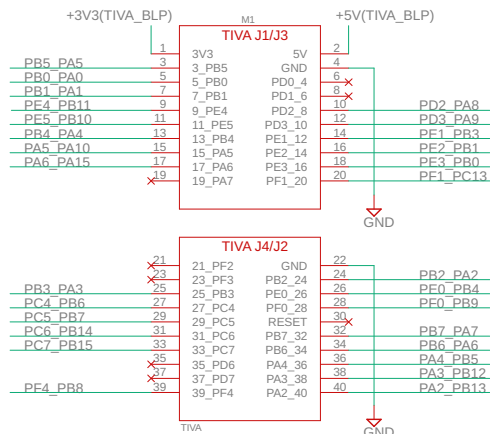 +3V3(TIVA_BLP) M1 +5V(TIVA_BLP)
TIVA J1/J3
1 3V3 5V 2
PB5_PA5 3 3_PB5 GND 4
PB0_PA0 5 5_PB0 PD0_4 6
PB1_PA1 7 7_PB1 PD1_6 8
PE4_PB11 9 9_PE4 PD2_8 10 PD2_PA8
PE5_PB10 11 11_PE5 PD3_10 12 PD3_PA9
PB4_PA4 13 13_PB4 PE1_12 14 PE1_PB3
PA5_PA10 15 15_PA5 PE2_14 16 PE2_PB1
PA6_PA15 17 17_PA6 PE3_16 18 PE3_PB0
19 19_PA7 PF1_20 20 PF1_PC13
GND
TIVA J4/J2
21 21_PF2 GND 22
23 23_PF3 PB2_24 24 PB2_PA2
PB3_PA3 25 25_PB3 PE0_26 26 PE0_PB4
PC4_PB6 27 27_PC4 PF0_28 28 PF0_PB9
PC5_PB7 29 29_PC5 RESET 30
PC6_PB14 31 31_PC6 PB7_32 32 PB7_PA7
PC7_PB15 33 33_PC7 PB6_34 34 PB6_PA6
35 35_PD6 PA4_36 36 PA4_PB5
37 37_PD7 PA3_38 38 PA3_PB12
PF4_PB8 39 39_PF4 PA2_40 40 PA2_PB13
TIVA GND